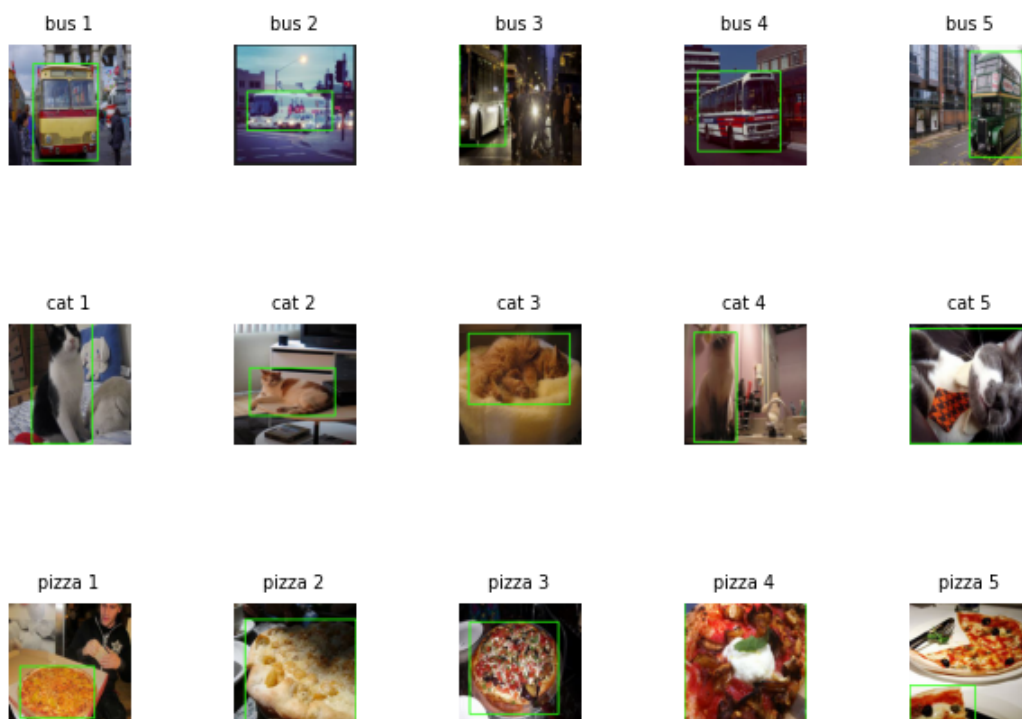 bus 1 bus 2 bus 3 bus 4 bus 5
cat 1 cat 2 cat 3 cat 4 cat 5
pizza 1 pizza 2 pizza 3 pizza 4 pizza 5